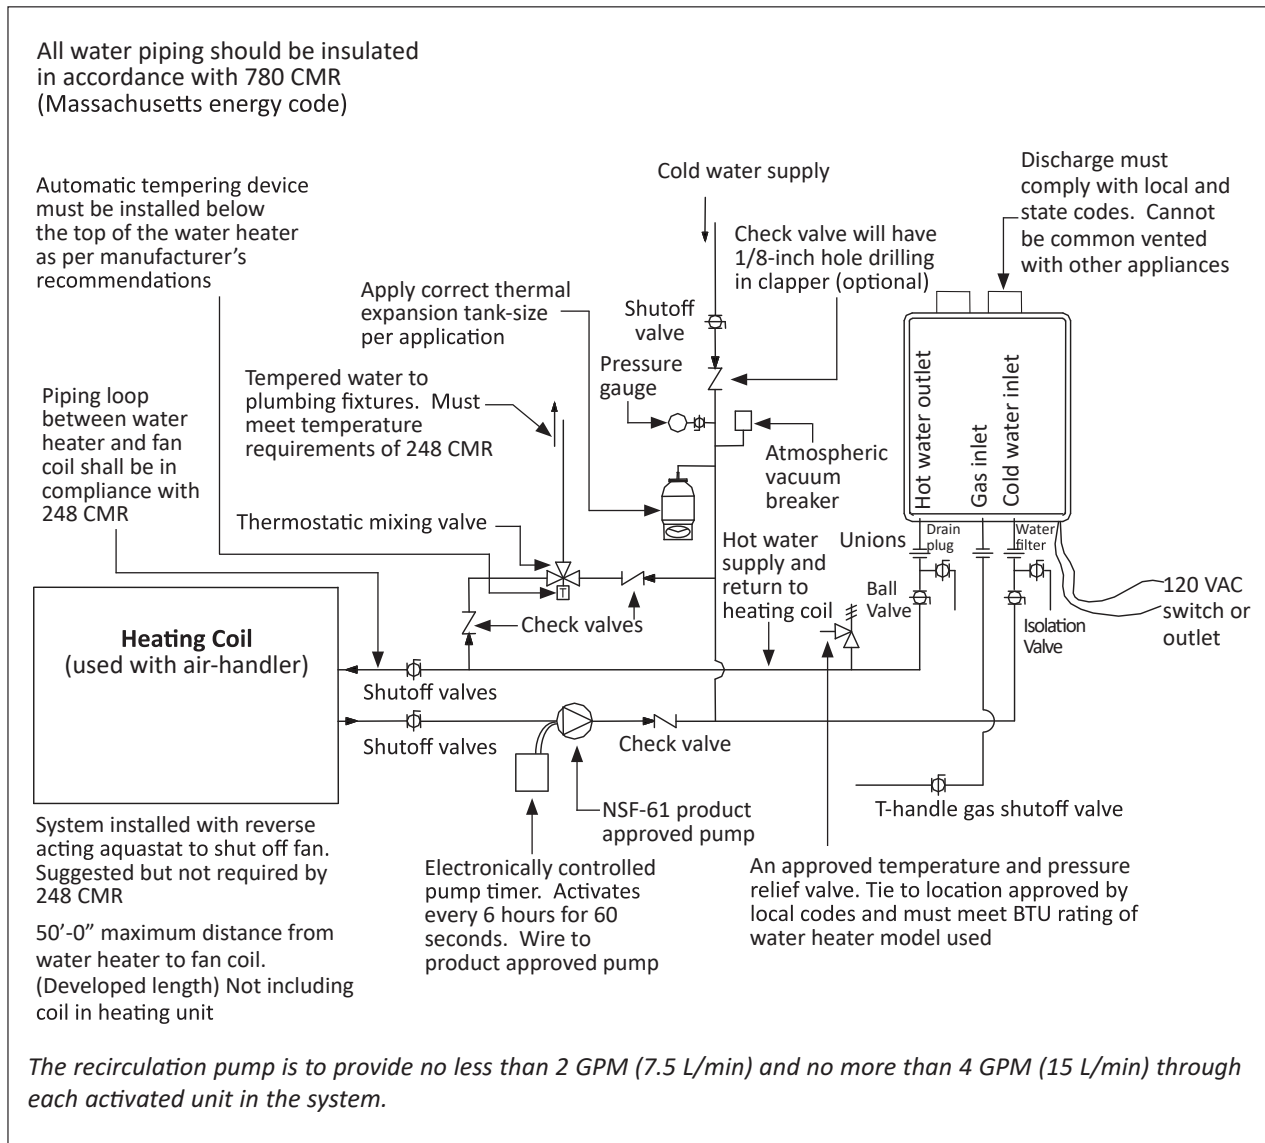 All water piping should be insulated
in accordance with 780 CMR
(Massachusetts energy code)
Automatic tempering device
must be installed below
the top of the water heater
as per manufacturer's
recommendations
Cold water supply
Discharge must
comply with local and
state codes.  Cannot
be common vented
with other appliances
Check valve will have
1/8-inch hole drilling
in clapper (optional)
Apply correct thermal
expansion tank-size
per application
Shutoff
valve
Pressure
gauge
Tempered water to
plumbing fixtures.  Must
meet temperature
requirements of 248 CMR
Piping loop
between water
heater and fan
coil shall be in
compliance with
248 CMR
Atmospheric
vacuum
breaker
Hot water outlet
Gas inlet
Cold water inlet
Thermostatic mixing valve
Hot water
supply and
return to
heating coil
Unions
Drain
plug
Water
filter
Ball
Valve
Isolation
Valve
120 VAC
switch or
outlet
T
Check valves
Heating Coil
(used with air-handler)
Shutoff valves
Shutoff valves
Check valve
NSF-61 product
approved pump
T-handle gas shutoff valve
System installed with reverse
acting aquastat to shut off fan.
Suggested but not required by
248 CMR
50'-0" maximum distance from
water heater to fan coil.
(Developed length) Not including
coil in heating unit
Electronically controlled
pump timer.  Activates
every 6 hours for 60
seconds.  Wire to
product approved pump
An approved temperature and pressure
relief valve. Tie to location approved by
local codes and must meet BTU rating of
water heater model used
The recirculation pump is to provide no less than 2 GPM (7.5 L/min) and no more than 4 GPM (15 L/min) through
each activated unit in the system.